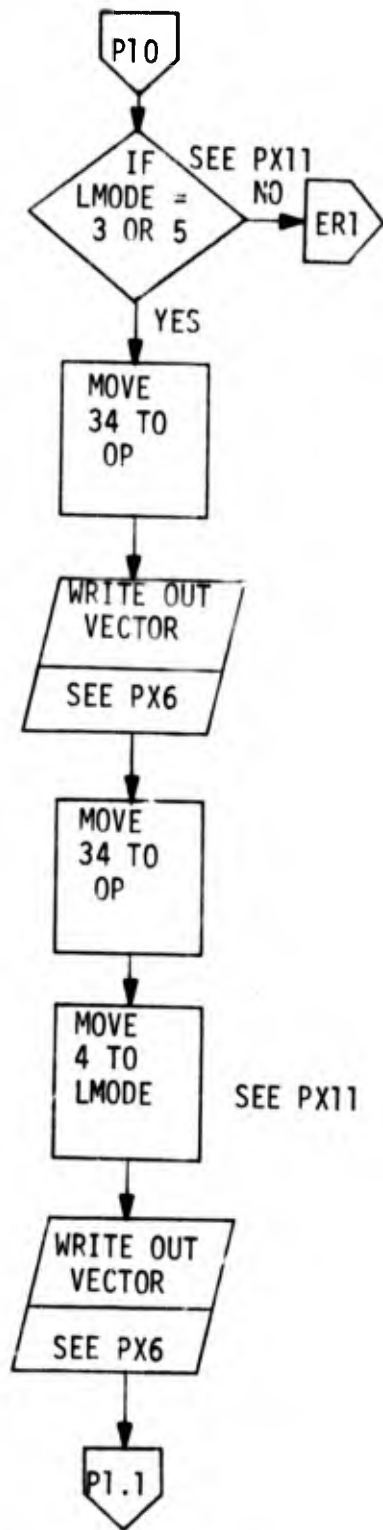 P10
IF
LMODE =
3 OR 5
SEE PX11
NO
ER1
YES
MOVE
34 TO
OP
WRITE OUT
VECTOR
SEE PX6
MOVE
34 TO
OP
MOVE
4 TO
LMODE
SEE PX11
WRITE OUT
VECTOR
SEE PX6
P1.1